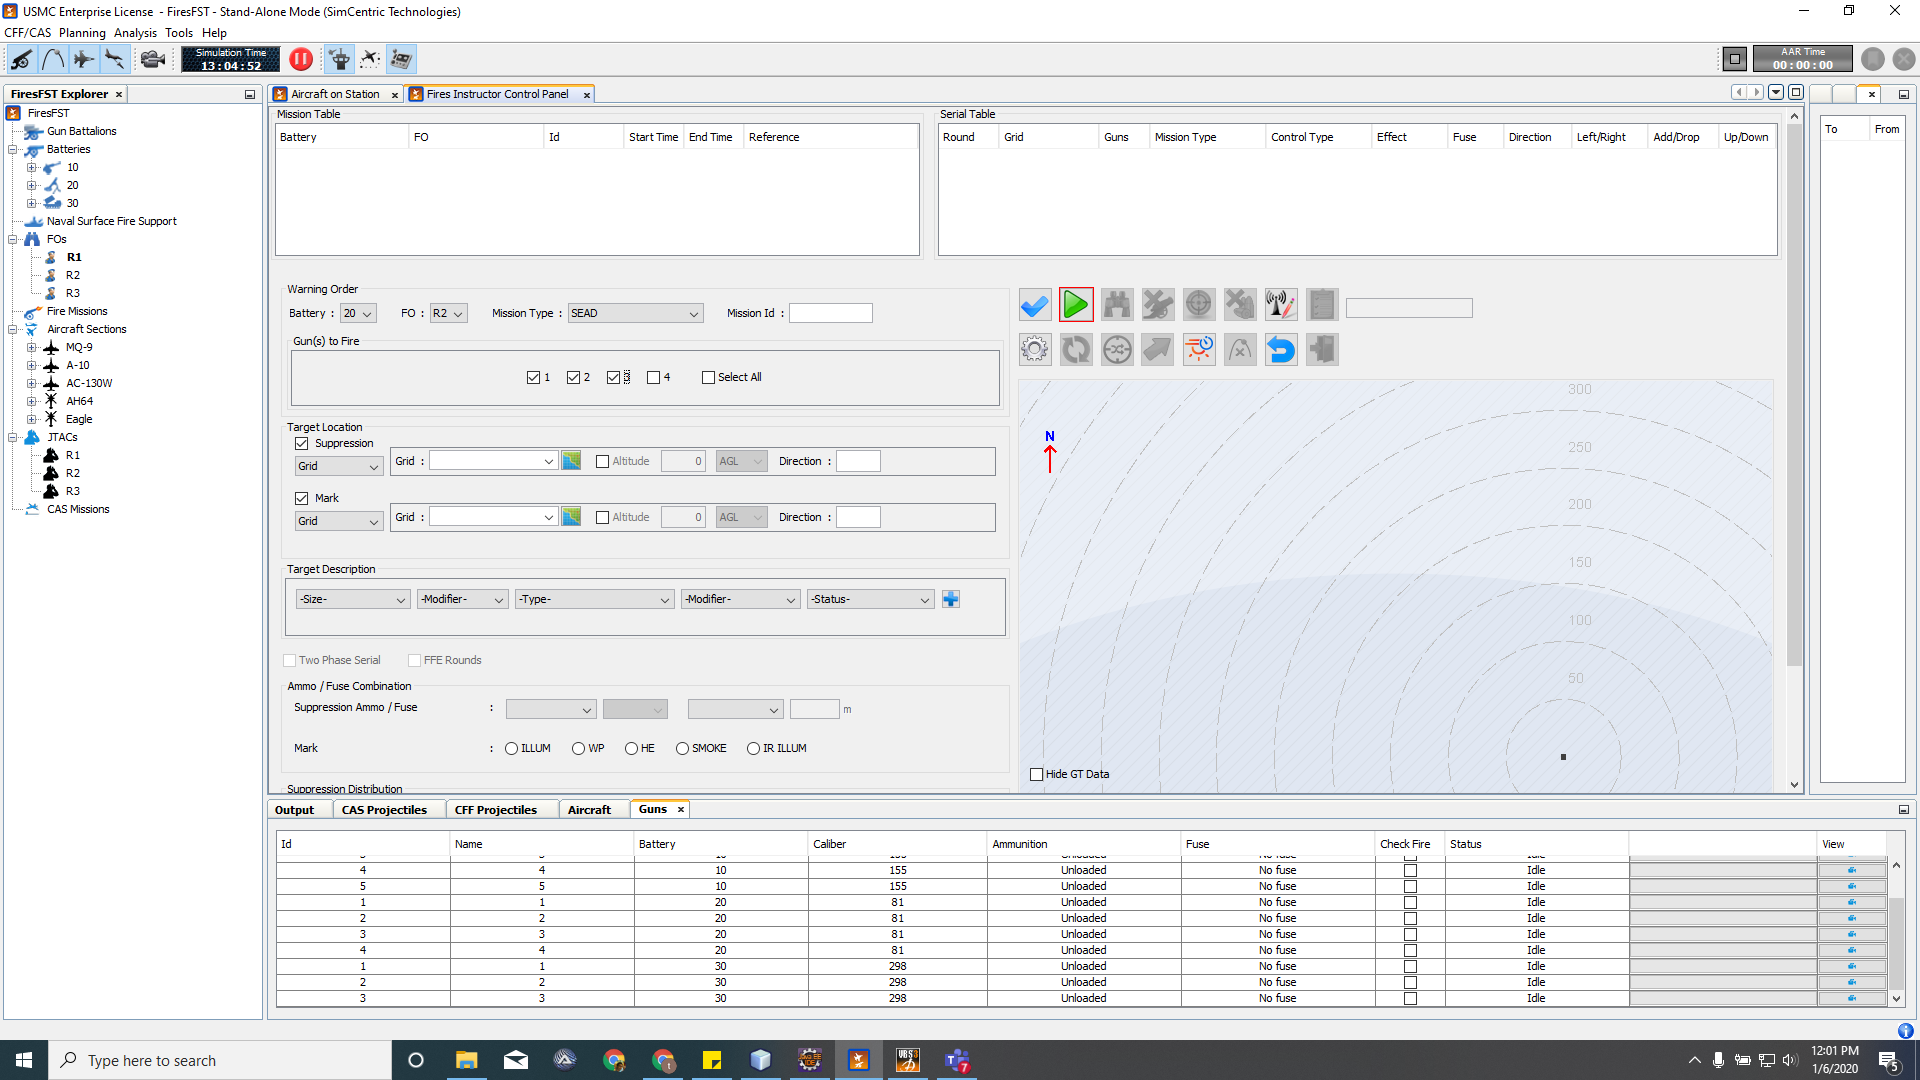 USMC Enterprise License - FiresFST - Stand-Alone Mode (SimCentric Technologies)
CFF/CAS Planning Analysis Tools Help
Simulation Time
13:04:52
AAR Time
00:00:00
FiresFST Explorer
FiresFST
Gun Battalions
Batteries
10
20
30
Naval Surface Fire Support
FOs
R1
R2
R3
Fire Missions
Aircraft Sections
MQ-9
A-10
AC-130W
AH64
Eagle
JTACs
R1
R2
R3
CAS Missions
Aircraft on Station
Fires Instructor Control Panel
Mission Table
Battery FO Id Start Time End Time Reference
Serial Table
Round Grid Guns Mission Type Control Type Effect Fuse Direction Left/Right Add/Drop Up/Down
To From
Warning Order
Battery : 20 FO : R2 Mission Type : SEAD Mission Id :
Gun(s) to Fire
1 2 3 4 Select All
Target Location
Suppression
Grid Grid : Altitude 0 AGL Direction :
Mark
Grid Grid : Altitude 0 AGL Direction :
Target Description
-Size- -Modifier- -Type- -Modifier- -Status-
Two Phase Serial FFE Rounds
Ammo / Fuse Combination
Suppression Ammo / Fuse : m
Mark : ILLUM WP HE SMOKE IR ILLUM
Suppression Distribution
N
300
250
200
150
100
50
Hide GT Data
Output CAS Projectiles CFF Projectiles Aircraft Guns
Id Name Battery Caliber Ammunition Fuse Check Fire Status View
4 4 10 155 Unloaded No fuse Idle
5 5 10 155 Unloaded No fuse Idle
1 1 20 81 Unloaded No fuse Idle
2 2 20 81 Unloaded No fuse Idle
3 3 20 81 Unloaded No fuse Idle
4 4 20 81 Unloaded No fuse Idle
1 1 30 298 Unloaded No fuse Idle
2 2 30 298 Unloaded No fuse Idle
3 3 30 298 Unloaded No fuse Idle
Type here to search
VBS3
7
12:01 PM
1/6/2020
5